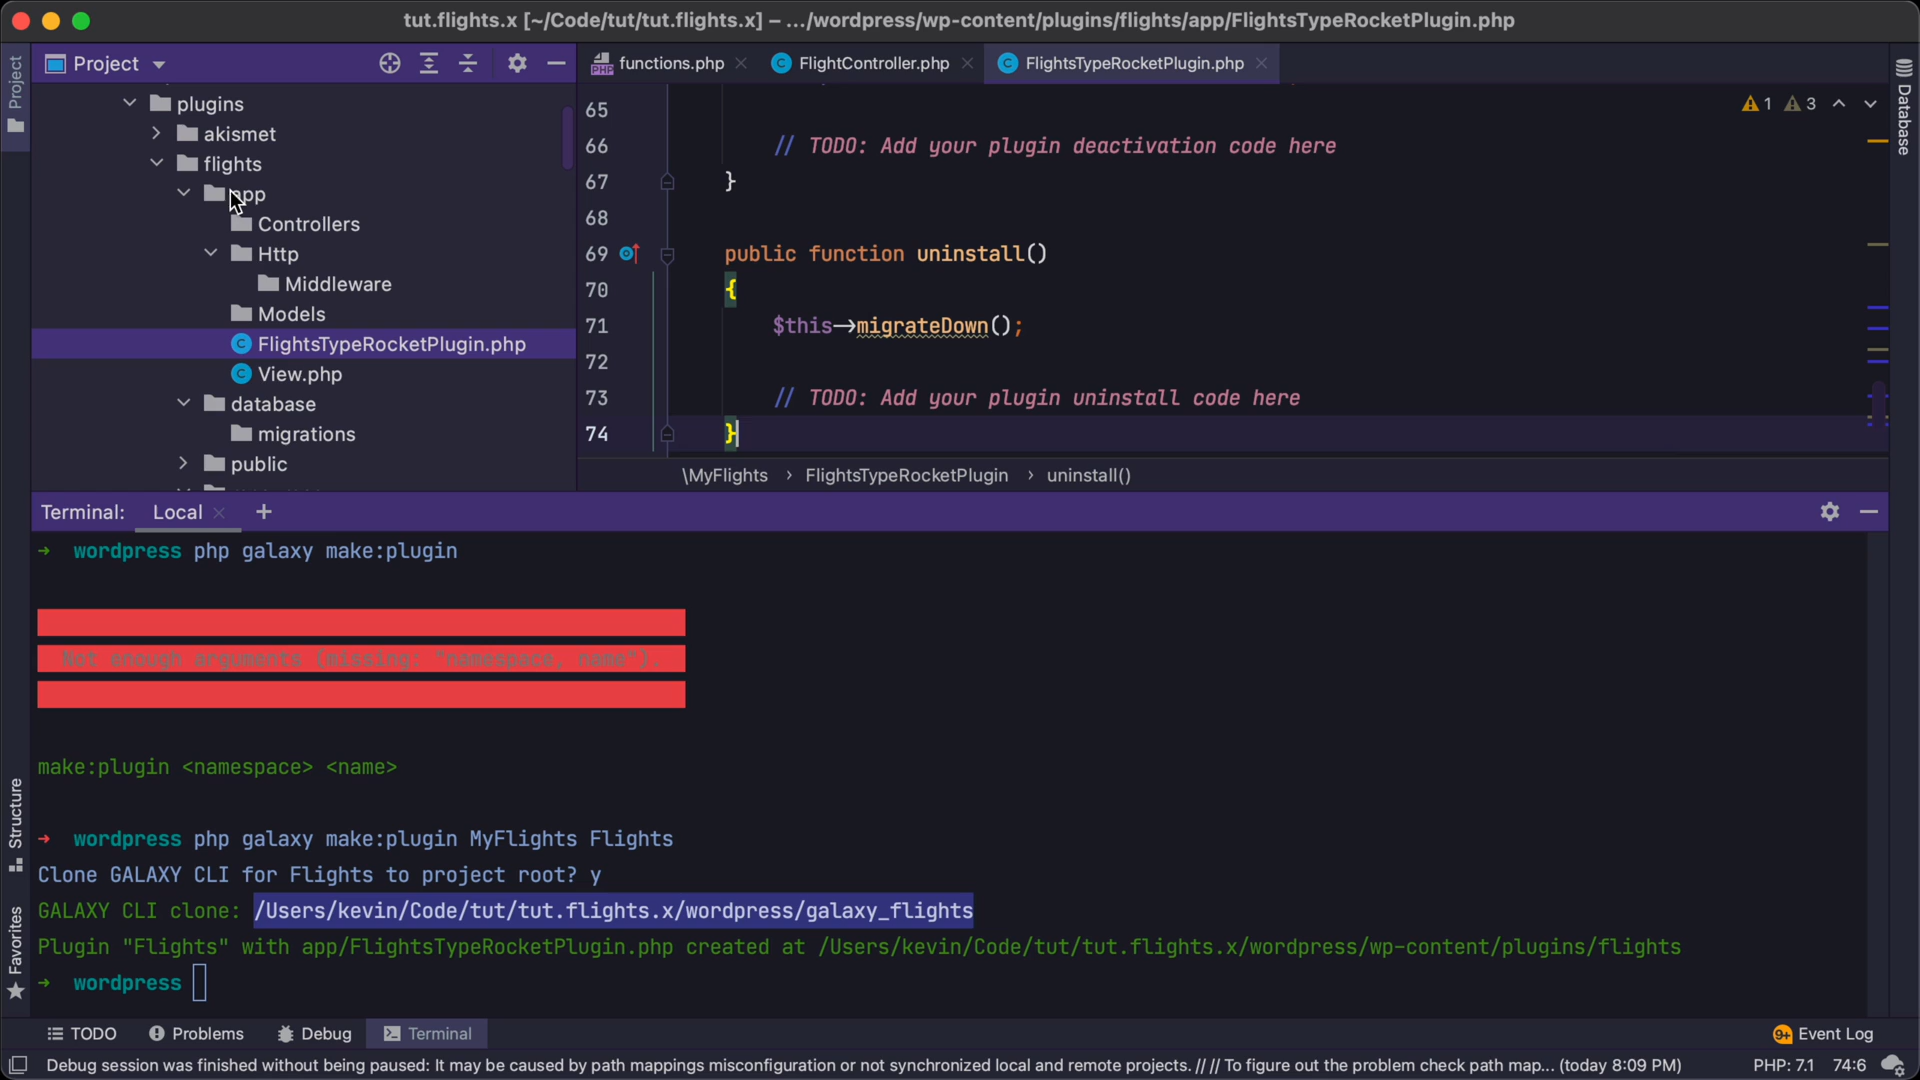 tut.flights.x [~/Code/tut/tut.flights.x] – .../wordpress/wp-content/plugins/flights/app/FlightsTypeRocketPlugin.php
Project
Project
functions.php
FlightController.php
FlightsTypeRocketPlugin.php
Database
plugins
akismet
flights
app
Controllers
Http
Middleware
Models
FlightsTypeRocketPlugin.php
View.php
database
migrations
public
1 3
65
66 // TODO: Add your plugin deactivation code here
67 }
68
69 public function uninstall()
70 {
71 $this->migrateDown();
72
73 // TODO: Add your plugin uninstall code here
74 }
\MyFlights › FlightsTypeRocketPlugin › uninstall()
Terminal: Local
➜ wordpress php galaxy make:plugin
Not enough arguments (missing: "namespace, name").
make:plugin <namespace> <name>
➜ wordpress php galaxy make:plugin MyFlights Flights
Clone GALAXY CLI for Flights to project root? y
GALAXY CLI clone: /Users/kevin/Code/tut/tut.flights.x/wordpress/galaxy_flights
Plugin "Flights" with app/FlightsTypeRocketPlugin.php created at /Users/kevin/Code/tut/tut.flights.x/wordpress/wp-content/plugins/flights
➜ wordpress
Structure
Favorites
TODO
Problems
Debug
Terminal
9+ Event Log
Debug session was finished without being paused: It may be caused by path mappings misconfiguration or not synchronized local and remote projects. // // To figure out the problem check path map... (today 8:09 PM)
PHP: 7.1
74:6